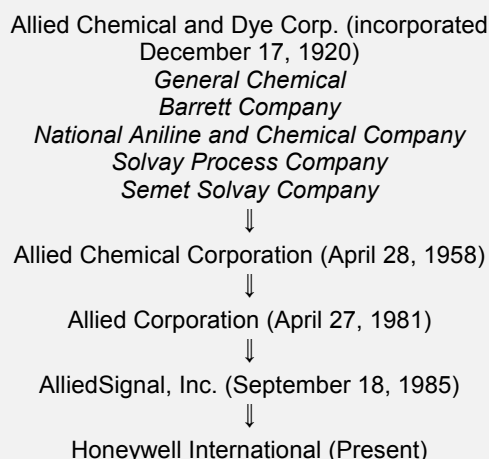 Allied Chemical and Dye Corp. (incorporated
December 17, 1920)
General Chemical
Barrett Company
National Aniline and Chemical Company
Solvay Process Company
Semet Solvay Company
⇓
Allied Chemical Corporation (April 28, 1958)
⇓
Allied Corporation (April 27, 1981)
⇓
AlliedSignal, Inc. (September 18, 1985)
⇓
Honeywell International (Present)